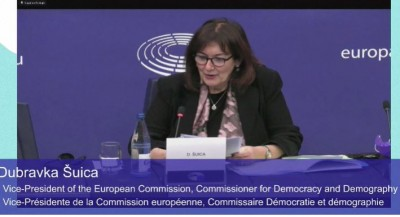 u
europa
D. ŠUICA
Dubravka Šuica
Vice-President of the European Commission, Commissioner for Democracy and Demography
Vice-Présidente de la Commission européenne, Commissaire Démocratie et démographie